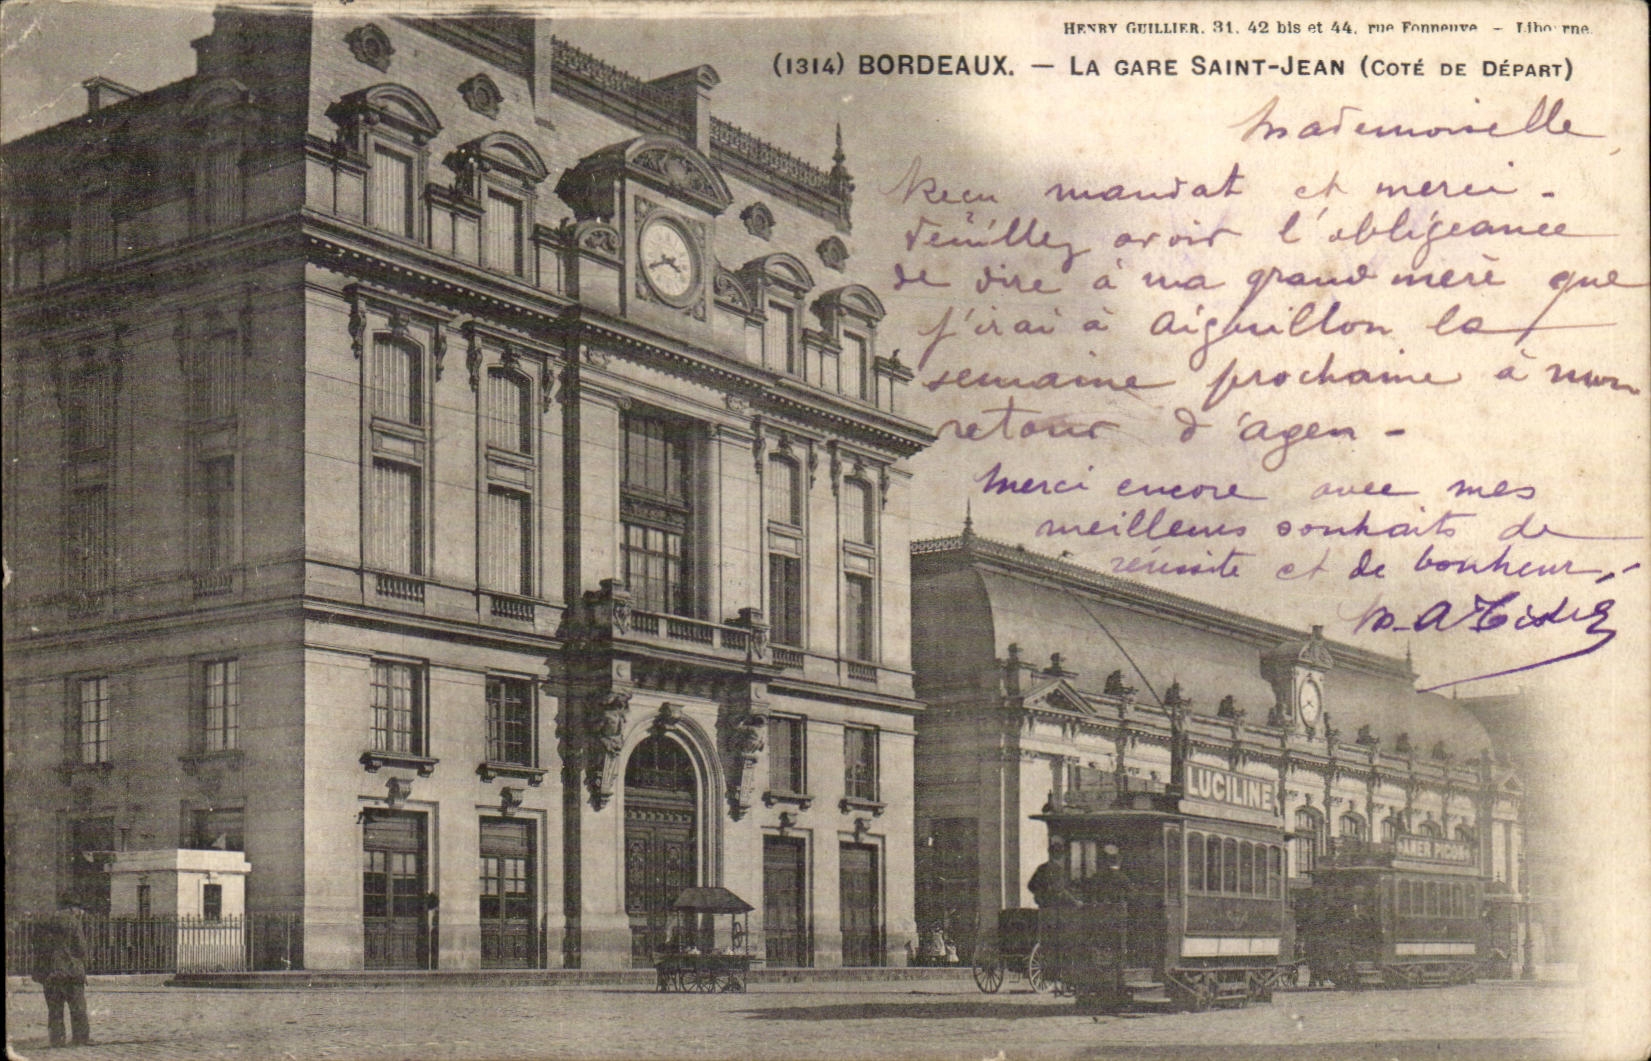 HENRY GUILLIER. 31. 42 bis et 44. rue Fonneuve - Libourne.
(1314) BORDEAUX. — LA GARE SAINT-JEAN (COTÉ DE DÉPART)
Mademoiselle,
Reçu mandat et merci -
Veuillez avoir l'obligeance
de dire à ma grand mère que
j'irai à Aiguillon la
semaine prochaine à mon
retour d'Agen -
Merci encore avec mes
meilleurs souhaits de
réussite et de bonheur. -
LUCILINE
AMER PICON